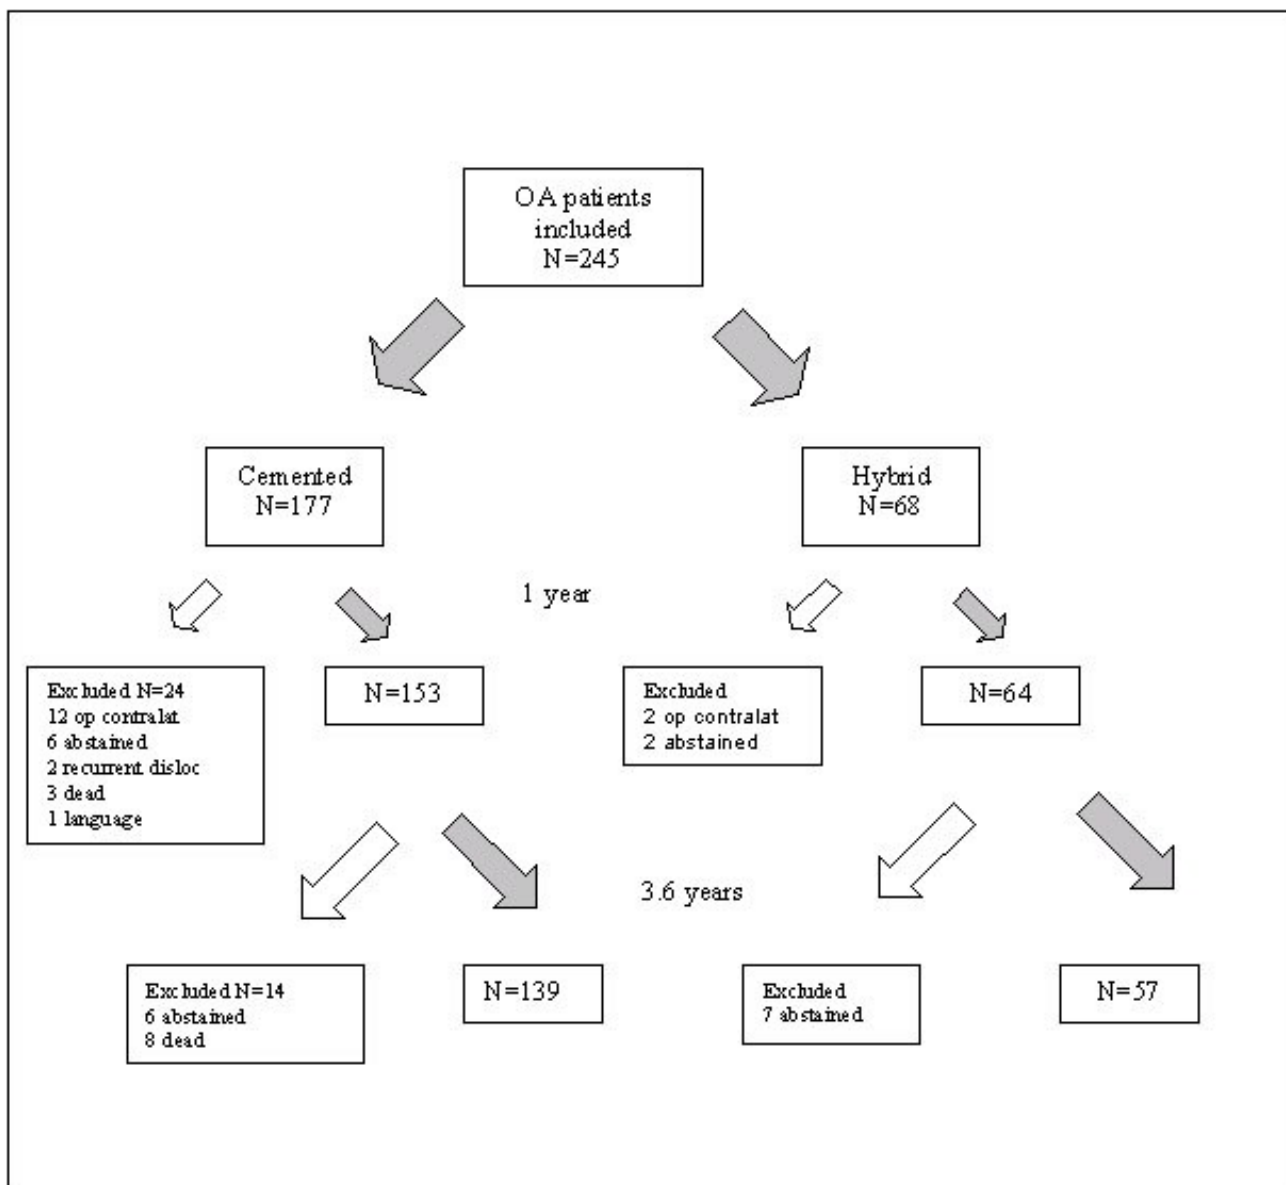 OA patients
included
N=245
Cemented
N=177
Hybrid
N=68
1 year
Excluded N=24
12 op contralat
6 abstained
2 recurrent disloc
3 dead
1 language
N=153
Excluded
2 op contralat
2 abstained
N=64
3.6 years
Excluded N=14
6 abstained
8 dead
N=139
Excluded
7 abstained
N=57